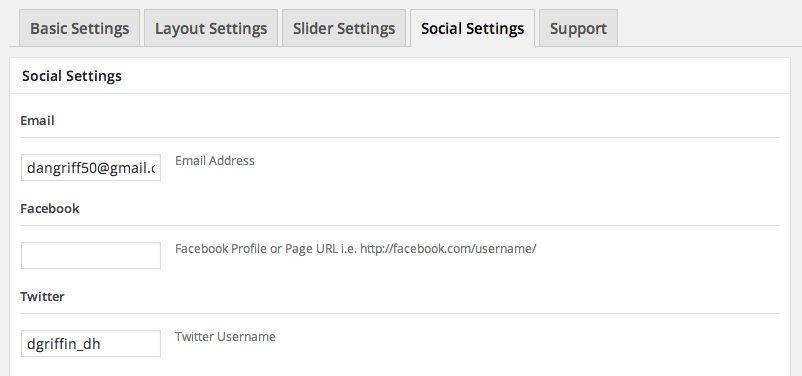 Basic Settings Layout Settings Slider Settings Social Settings Support
Social Settings
Email
dangriff50@gmail.c Email Address
Facebook
Facebook Profile or Page URL i.e. http://facebook.com/username/
Twitter
dgriffin_dh Twitter Username